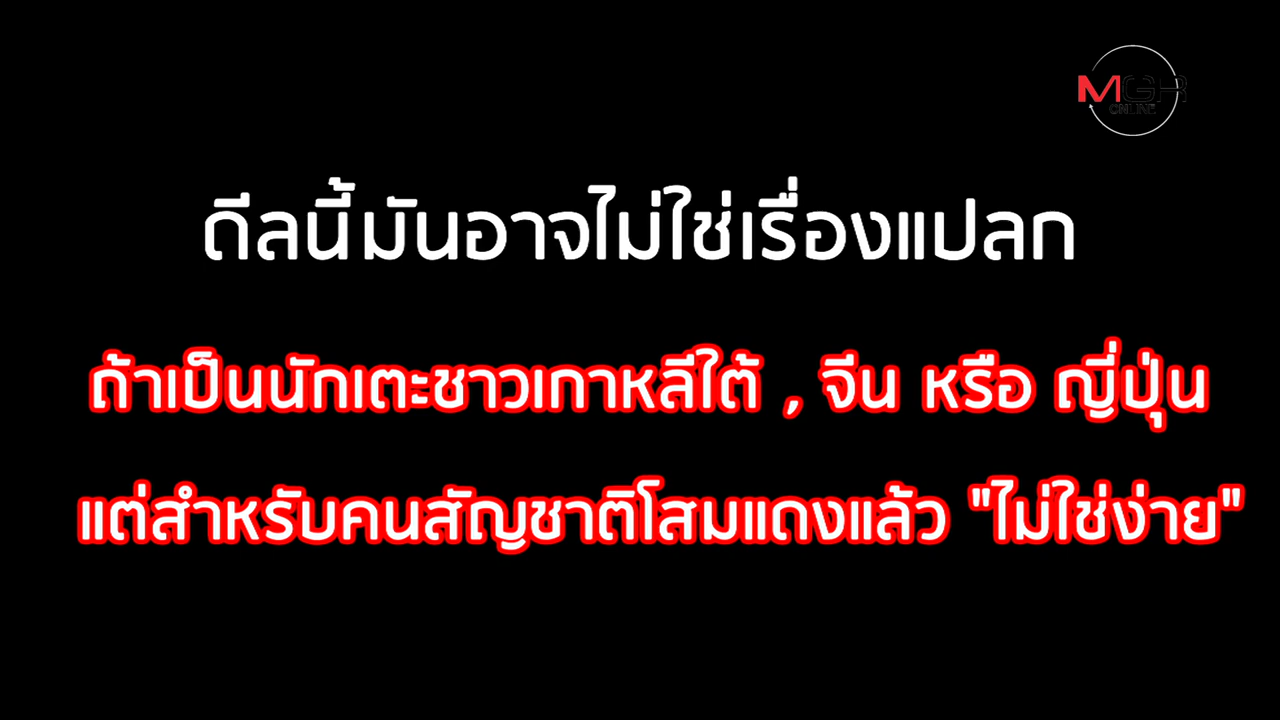 MGR
ONLINE
ดีลนี้มันอาจไม่ใช่เรื่องแปลก
ถ้าเป็นนักเตะชาวเกาหลีใต้ , จีน หรือ ญี่ปุ่น
แต่สำหรับคนสัญชาติโสมแดงแล้ว "ไม่ใช่ง่าย"